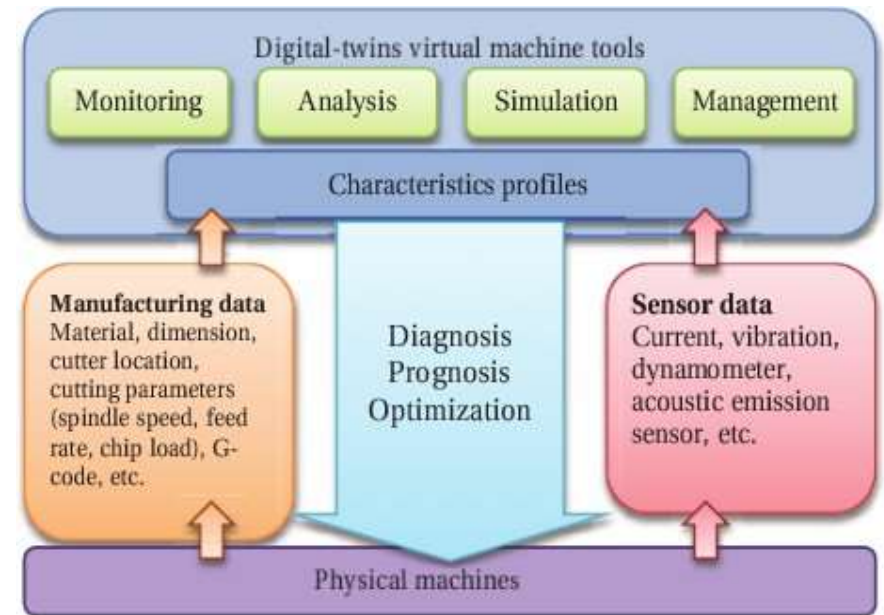 Digital-twins virtual machine tools
Monitoring
Analysis
Simulation
Management
Characteristics profiles
Manufacturing data
Material, dimension,
cutter location,
cutting parameters
(spindle speed, feed
rate, chip load), G-
code, etc.
Diagnosis
Prognosis
Optimization
Sensor data
Current, vibration,
dynamometer,
acoustic emission
sensor, etc.
Physical machines